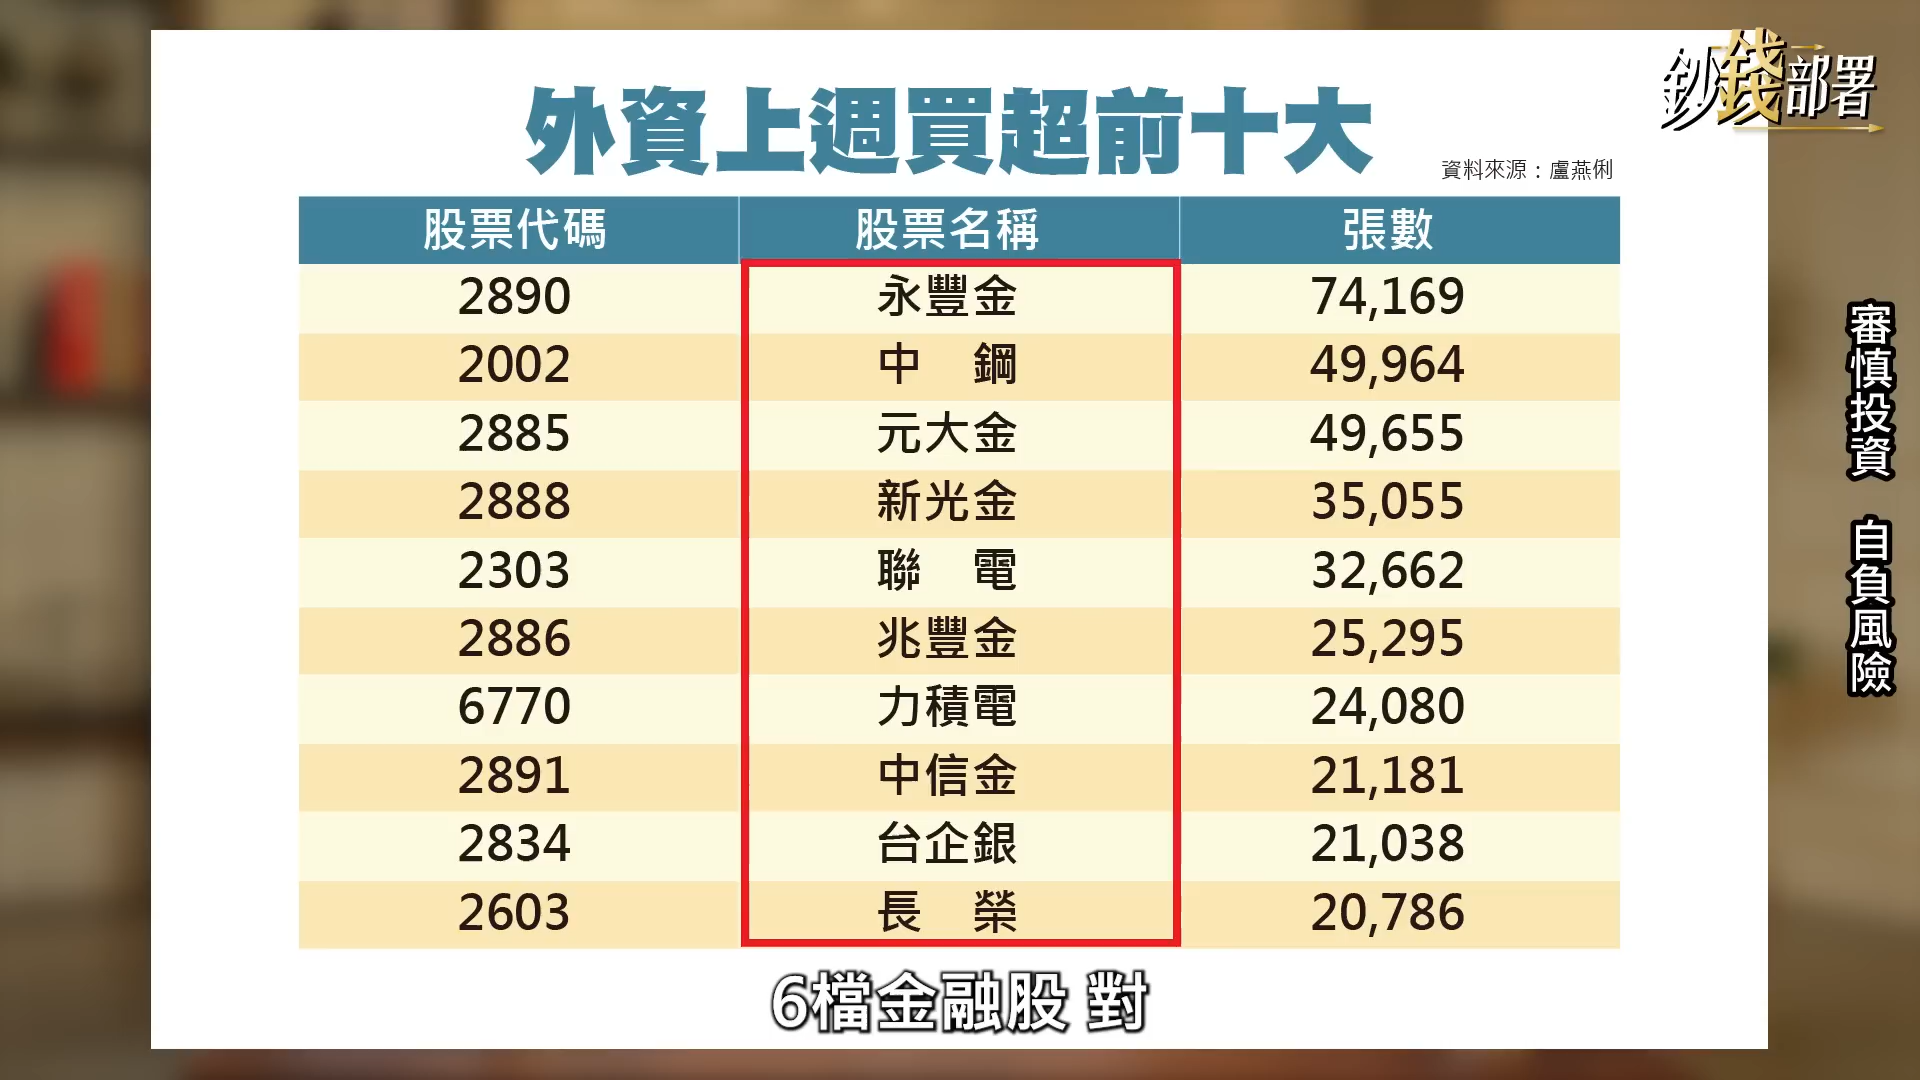 鈔錢部署
外資上週買超前十大
資料來源：盧燕俐
股票代碼 股票名稱 張數
2890 永豐金 74,169
2002 中 鋼 49,964
2885 元大金 49,655
2888 新光金 35,055
2303 聯 電 32,662
2886 兆豐金 25,295
6770 力積電 24,080
2891 中信金 21,181
2834 台企銀 21,038
2603 長 榮 20,786
6檔金融股 對
審慎投資 自負風險